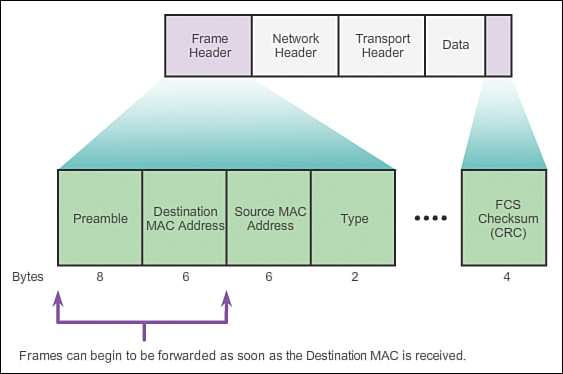 Frame
Header
Network
Header
Transport
Header
Data
Preamble
Destination
MAC Address
Source MAC
Address
Type
FCS
Checksum
(CRC)
Bytes 8 6 6 2 4
Frames can begin to be forwarded as soon as the Destination MAC is received.